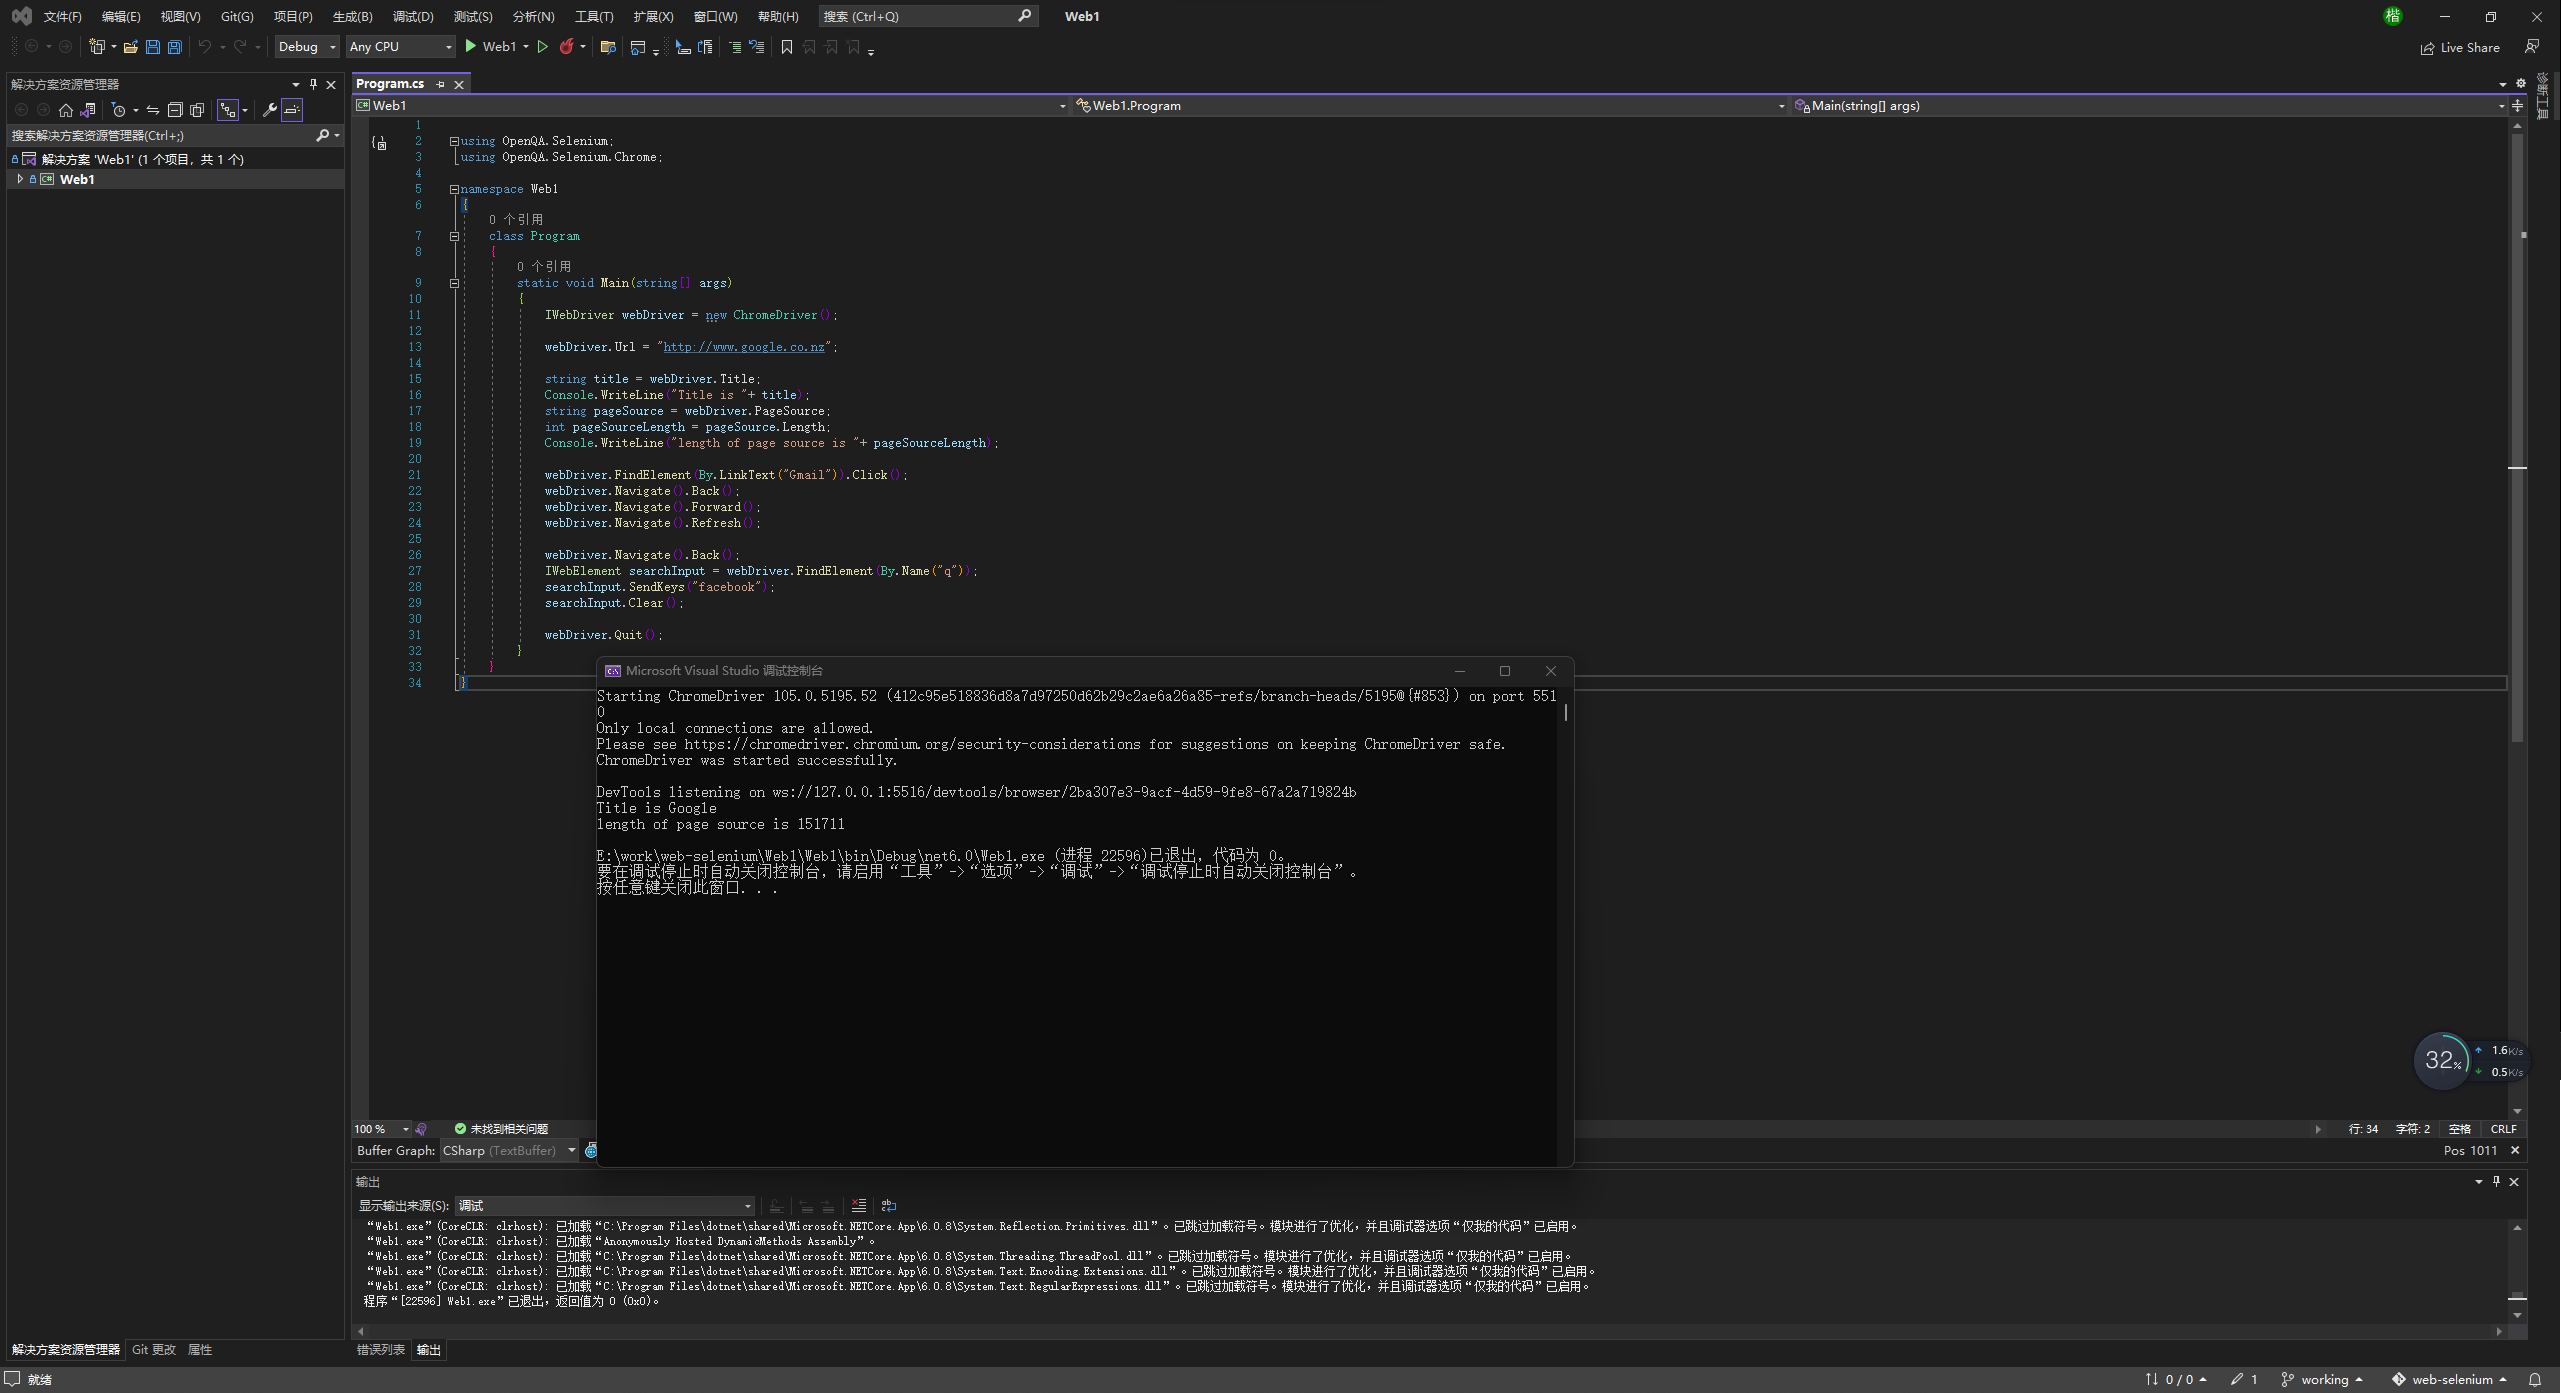 文件(F) 编辑(E) 视图(V) Git(G) 项目(P) 生成(B) 调试(D) 测试(S) 分析(N) 工具(T) 扩展(X) 窗口(W) 帮助(H) 搜索 (Ctrl+Q) Web1 楷
Debug Any CPU Web1 Live Share
解决方案资源管理器
搜索解决方案资源管理器(Ctrl+;)
解决方案 'Web1' (1 个项目，共 1 个)
Web1
Program.cs
Web1 Web1.Program Main(string[] args)
诊断工具
1
2 using OpenQA.Selenium;
3 using OpenQA.Selenium.Chrome;
4
5 namespace Web1
6 {
0 个引用
7 class Program
8 {
0 个引用
9 static void Main(string[] args)
10 {
11 IWebDriver webDriver = new ChromeDriver();
12
13 webDriver.Url = "http://www.google.co.nz";
14
15 string title = webDriver.Title;
16 Console.WriteLine("Title is "+ title);
17 string pageSource = webDriver.PageSource;
18 int pageSourceLength = pageSource.Length;
19 Console.WriteLine("length of page source is "+ pageSourceLength);
20
21 webDriver.FindElement(By.LinkText("Gmail")).Click();
22 webDriver.Navigate().Back();
23 webDriver.Navigate().Forward();
24 webDriver.Navigate().Refresh();
25
26 webDriver.Navigate().Back();
27 IWebElement searchInput = webDriver.FindElement(By.Name("q"));
28 searchInput.SendKeys("facebook");
29 searchInput.Clear();
30
31 webDriver.Quit();
32 }
33 }
34 }
Microsoft Visual Studio 调试控制台
Starting ChromeDriver 105.0.5195.52 (412c95e518836d8a7d97250d62b29c2ae6a26a85-refs/branch-heads/5195@{#853}) on port 551
0
Only local connections are allowed.
Please see https://chromedriver.chromium.org/security-considerations for suggestions on keeping ChromeDriver safe.
ChromeDriver was started successfully.
DevTools listening on ws://127.0.0.1:5516/devtools/browser/2ba307e3-9acf-4d59-9fe8-67a2a719824b
Title is Google
length of page source is 151711
E:\work\web-selenium\Web1\Web1\bin\Debug\net6.0\Web1.exe (进程 22596)已退出，代码为 0。
要在调试停止时自动关闭控制台，请启用“工具”->“选项”->“调试”->“调试停止时自动关闭控制台”。
按任意键关闭此窗口. . .
32% 1.6K/s
0.5K/s
100 % 未找到相关问题 行: 34 字符: 2 空格 CRLF
Buffer Graph: CSharp (TextBuffer) Pos 1011
输出
显示输出来源(S): 调试
“Web1.exe”(CoreCLR: clrhost): 已加载“C:\Program Files\dotnet\shared\Microsoft.NETCore.App\6.0.8\System.Reflection.Primitives.dll”。已跳过加载符号。模块进行了优化，并且调试器选项“仅我的代码”已启用。
“Web1.exe”(CoreCLR: clrhost): 已加载“Anonymously Hosted DynamicMethods Assembly”。
“Web1.exe”(CoreCLR: clrhost): 已加载“C:\Program Files\dotnet\shared\Microsoft.NETCore.App\6.0.8\System.Threading.ThreadPool.dll”。已跳过加载符号。模块进行了优化，并且调试器选项“仅我的代码”已启用。
“Web1.exe”(CoreCLR: clrhost): 已加载“C:\Program Files\dotnet\shared\Microsoft.NETCore.App\6.0.8\System.Text.Encoding.Extensions.dll”。已跳过加载符号。模块进行了优化，并且调试器选项“仅我的代码”已启用。
“Web1.exe”(CoreCLR: clrhost): 已加载“C:\Program Files\dotnet\shared\Microsoft.NETCore.App\6.0.8\System.Text.RegularExpressions.dll”。已跳过加载符号。模块进行了优化，并且调试器选项“仅我的代码”已启用。
程序“[22596] Web1.exe”已退出，返回值为 0 (0x0)。
解决方案资源管理器 Git 更改 属性 错误列表 输出
就绪 0 / 0 1 working web-selenium